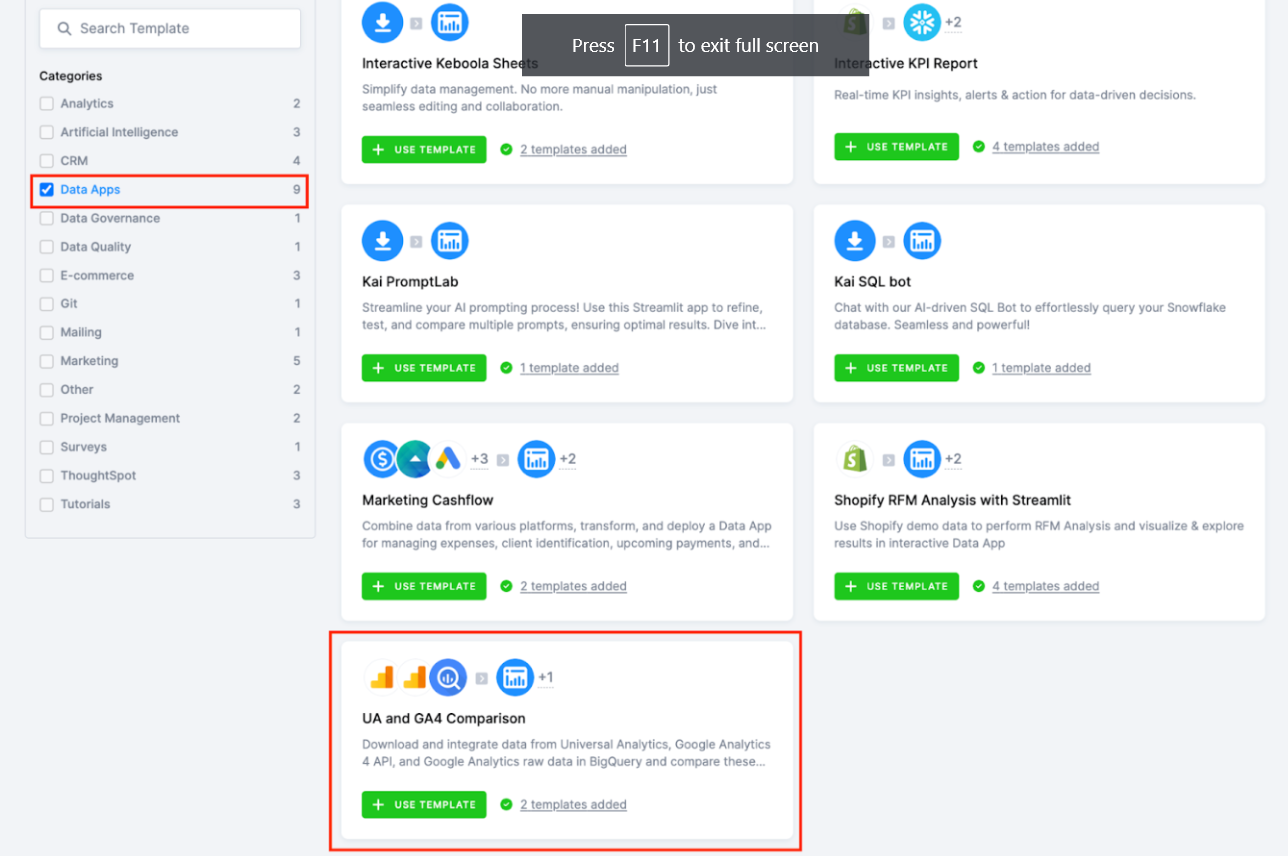 Search Template
Categories
Analytics 2
Artificial Intelligence 3
CRM 4
Data Apps 9
Data Governance 1
Data Quality 1
E-commerce 3
Git 1
Mailing 1
Marketing 5
Other 2
Project Management 2
Surveys 1
ThoughtSpot 3
Tutorials 3
Press F11 to exit full screen
Interactive Keboola Sheets
Simplify data management. No more manual manipulation, just
seamless editing and collaboration.
+ USE TEMPLATE 2 templates added
+2
Interactive KPI Report
Real-time KPI insights, alerts & action for data-driven decisions.
+ USE TEMPLATE 4 templates added
Kai PromptLab
Streamline your AI prompting process! Use this Streamlit app to refine,
test, and compare multiple prompts, ensuring optimal results. Dive int...
+ USE TEMPLATE 1 template added
Kai SQL bot
Chat with our AI-driven SQL Bot to effortlessly query your Snowflake
database. Seamless and powerful!
+ USE TEMPLATE 1 template added
+3 +2
Marketing Cashflow
Combine data from various platforms, transform, and deploy a Data App
for managing expenses, client identification, upcoming payments, and...
+ USE TEMPLATE 2 templates added
+2
Shopify RFM Analysis with Streamlit
Use Shopify demo data to perform RFM Analysis and visualize & explore
results in interactive Data App
+ USE TEMPLATE 4 templates added
+1
UA and GA4 Comparison
Download and integrate data from Universal Analytics, Google Analytics
4 API, and Google Analytics raw data in BigQuery and compare these...
+ USE TEMPLATE 2 templates added